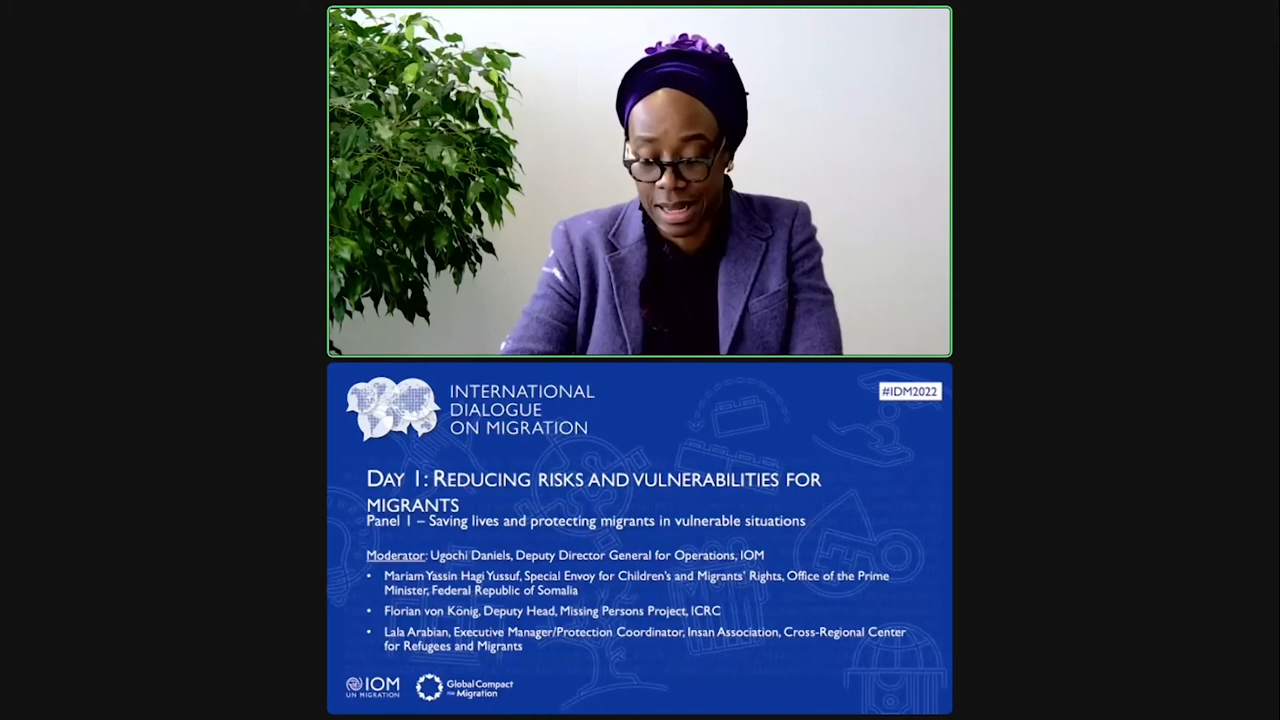 INTERNATIONAL
DIALOGUE
ON MIGRATION
#IDM2022
DAY 1: REDUCING RISKS AND VULNERABILITIES FOR
MIGRANTS
Panel 1 – Saving lives and protecting migrants in vulnerable situations
Moderator: Ugochi Daniels, Deputy Director General for Operations, IOM
• Mariam Yassin Hagi Yussuf, Special Envoy for Children's and Migrants' Rights, Office of the Prime
Minister, Federal Republic of Somalia
• Florian von König, Deputy Head, Missing Persons Project, ICRC
• Lala Arabian, Executive Manager/Protection Coordinator, Insan Association, Cross-Regional Center
for Refugees and Migrants
IOM
UN MIGRATION
Global Compact
FOR Migration